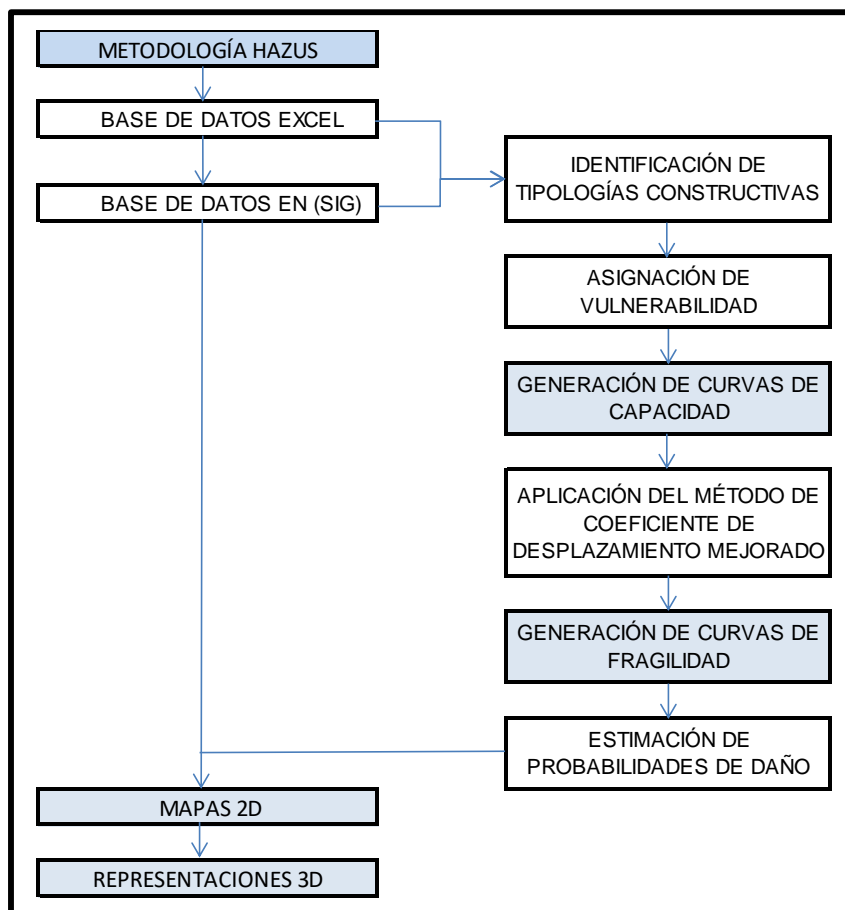 METODOLOGÍA HAZUS
BASE DE DATOS EXCEL
BASE DE DATOS EN (SIG)
IDENTIFICACIÓN DE
TIPOLOGÍAS CONSTRUCTIVAS
ASIGNACIÓN DE
VULNERABILIDAD
GENERACIÓN DE CURVAS DE
CAPACIDAD
APLICACIÓN DEL MÉTODO DE
COEFICIENTE DE
DESPLAZAMIENTO MEJORADO
GENERACIÓN DE CURVAS DE
FRAGILIDAD
ESTIMACIÓN DE
PROBABILIDADES DE DAÑO
MAPAS 2D
REPRESENTACIONES 3D